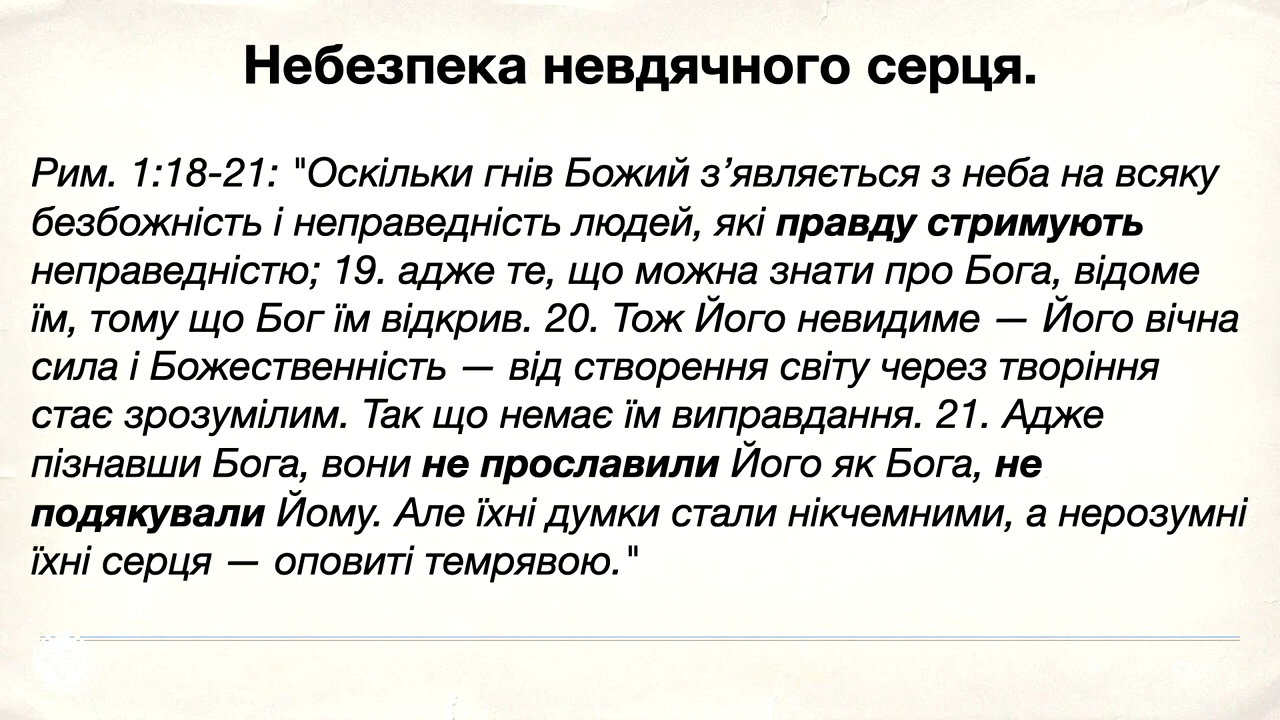 Небезпека невдячного серця.
Рим. 1:18-21: "Оскільки гнів Божий з’являється з неба на всяку
безбожність і неправедність людей, які правду стримують
неправедністю; 19. адже те, що можна знати про Бога, відоме
їм, тому що Бог їм відкрив. 20. Тож Його невидиме — Його вічна
сила і Божественність — від створення світу через творіння
стає зрозумілим. Так що немає їм виправдання. 21. Адже
пізнавши Бога, вони не прославили Його як Бога, не
подякували Йому. Але їхні думки стали нікчемними, а нерозумні
їхні серця — оповиті темрявою."